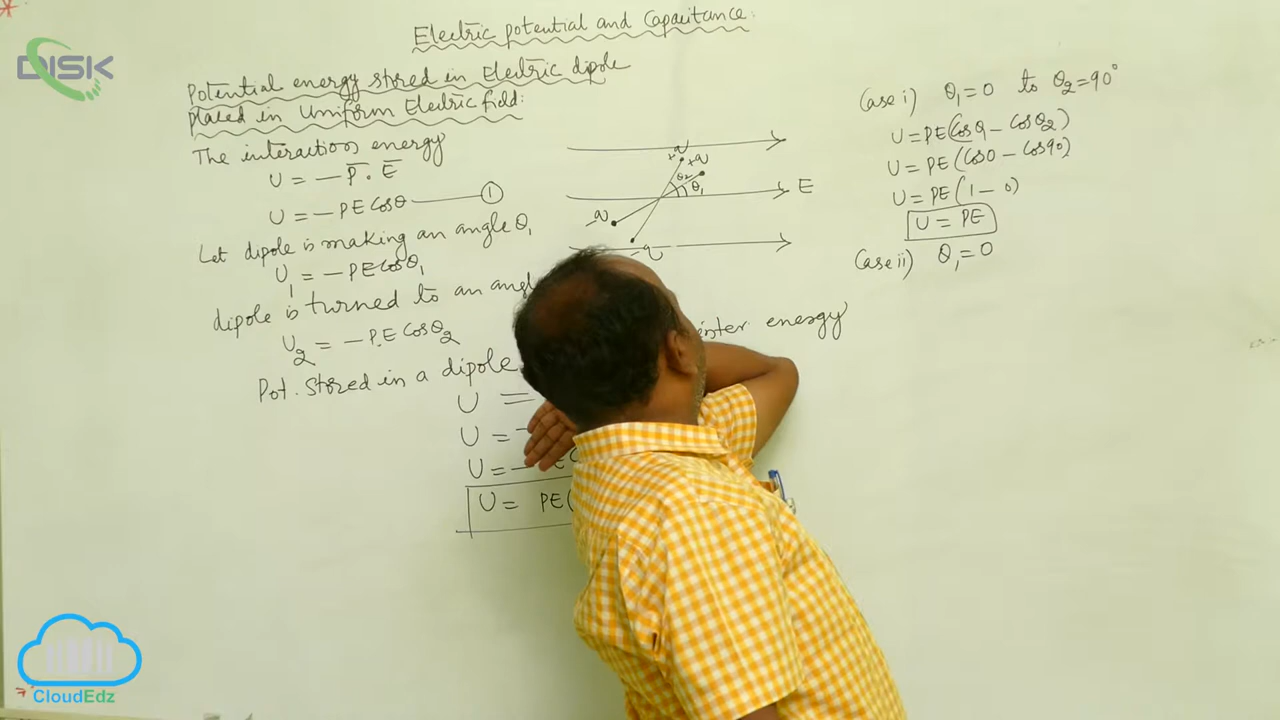 Electric potential and Capacitance:
DISK
Potential energy stored in Electric dipole
placed in Uniform Electric field:
The interaction energy
U = - P̄ . Ē
U = - PE Cosθ ——— ①
Let dipole is making an angle θ₁
U₁ = - PE Cosθ₁
dipole is turned to an angl
U₂ = - P.E Cosθ₂
Pot. Stored in a dipole energy
U =
U = -
U = -
U = PE(
+q
+q
θ₂
θ₁
E
-q
-q
Case i) θ₁=0 to θ₂=90°
U = PE(Cosθ₁ - Cosθ₂)
U = PE(Cos0 - Cos90)
U = PE(1 - 0)
U = PE
Case ii) θ₁=0
CloudEdz